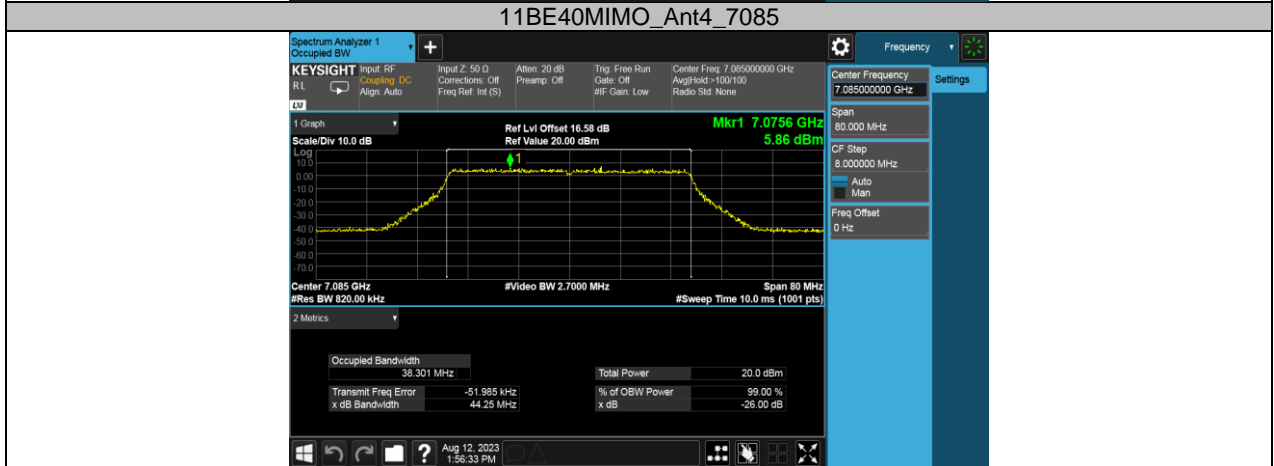 11BE40MIMO_Ant4_7085
Spectrum Analyzer 1
Occupied BW
+
Frequency
KEYSIGHT
RL
LXI
Input: RF
Coupling: DC
Align: Auto
Input Z: 50 Ω
Corrections: Off
Freq Ref: Int (S)
Atten: 20 dB
Preamp: Off
Trig: Free Run
Gate: Off
#IF Gain: Low
Center Freq: 7.085000000 GHz
Avg|Hold:>100/100
Radio Std: None
Center Frequency
7.085000000 GHz
Settings
Span
80.000 MHz
CF Step
8.000000 MHz
Auto
Man
Freq Offset
0 Hz
1 Graph
Scale/Div 10.0 dB
Ref Lvl Offset 16.58 dB
Ref Value 20.00 dBm
Mkr1 7.0756 GHz
5.86 dBm
Log
1
10.0
0.00
-10.0
-20.0
-30.0
-40.0
-50.0
-60.0
-70.0
Center 7.085 GHz
#Video BW 2.7000 MHz
Span 80 MHz
#Res BW 820.00 kHz
#Sweep Time 10.0 ms (1001 pts)
2 Metrics
Occupied Bandwidth
38.301 MHz
Total Power 20.0 dBm
Transmit Freq Error -51.985 kHz
% of OBW Power 99.00 %
x dB Bandwidth 44.25 MHz
x dB -26.00 dB
?
Aug 12, 2023
1:56:33 PM